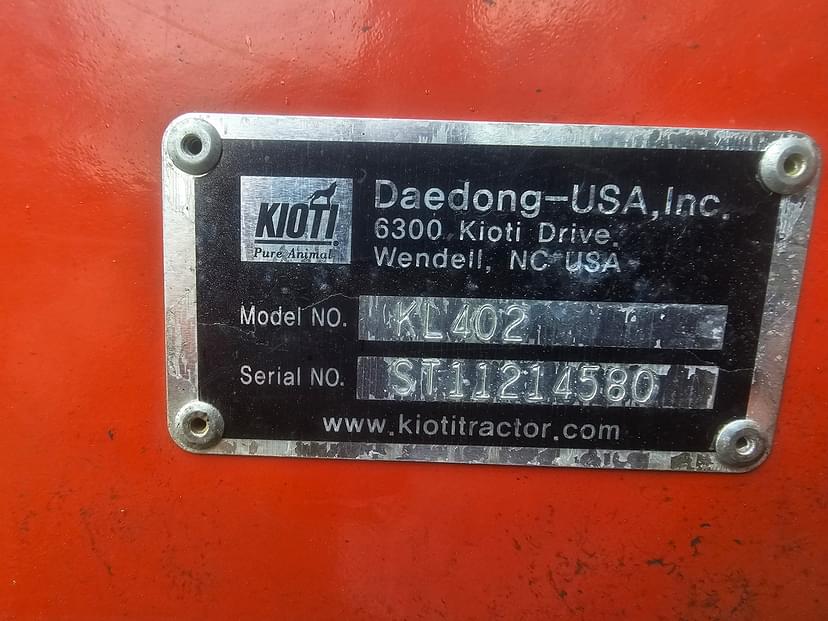 KIOTI
Pure Animal
Daedong-USA, Inc.
6300 Kioti Drive.
Wendell, NC USA
Model NO. KL402
Serial NO. ST11214580
www.kiotitractor.com